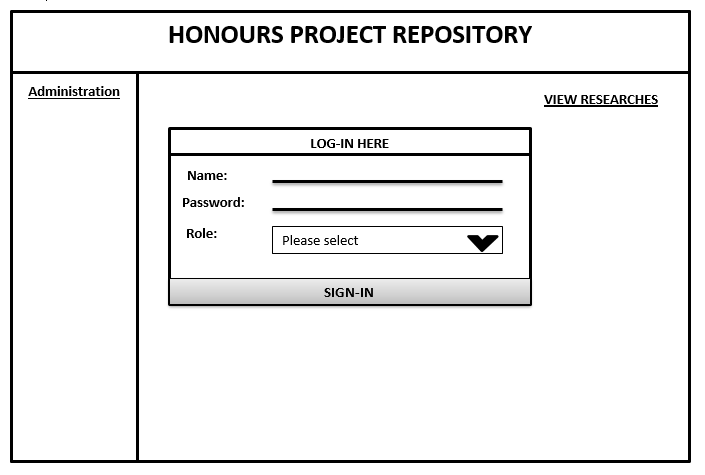 HONOURS PROJECT REPOSITORY
Administration
VIEW RESEARCHES
LOG-IN HERE
Name:
Password:
Role:
Please select
SIGN-IN